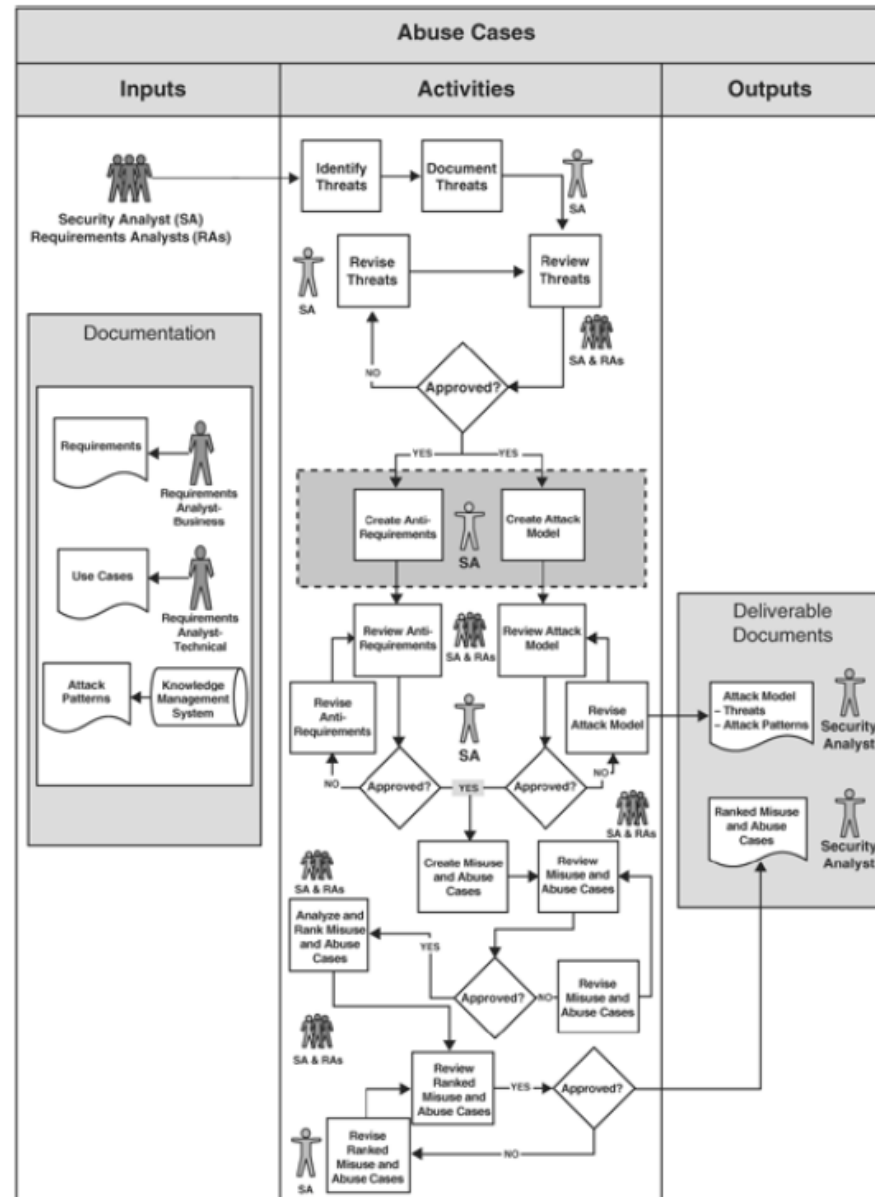 Abuse Cases
Inputs
Activities
Outputs
Security Analyst (SA)
Requirements Analysts (RAs)
Identify
Threats
Document
Threats
SA
Revise
Threats
SA
Review
Threats
SA & RAs
Approved?
NO
YES
YES
Documentation
Requirements
Requirements
Analyst-
Business
Use Cases
Requirements
Analyst-
Technical
Attack
Patterns
Knowledge
Management
System
Create Anti-
Requirements
SA
Create Attack
Model
Review Anti-
Requirements
SA & RAs
Review Attack
Model
Revise
Anti-
Requirements
SA
Revise
Attack Model
NO
Approved?
YES
Approved?
NO
SA & RAs
Create Misuse
and Abuse
Cases
Review
Misuse and
Abuse Cases
SA & RAs
Analyze and
Rank Misuse
and Abuse
Cases
YES
Approved?
NO
Revise
Misuse and
Abuse Cases
SA & RAs
Review
Ranked
Misuse and
Abuse Cases
YES
Approved?
NO
Revise
Ranked
Misuse and
Abuse Cases
SA
Deliverable
Documents
Attack Model
– Threats
– Attack Patterns
Security
Analyst
Ranked Misuse
and Abuse
Cases
Security
Analyst